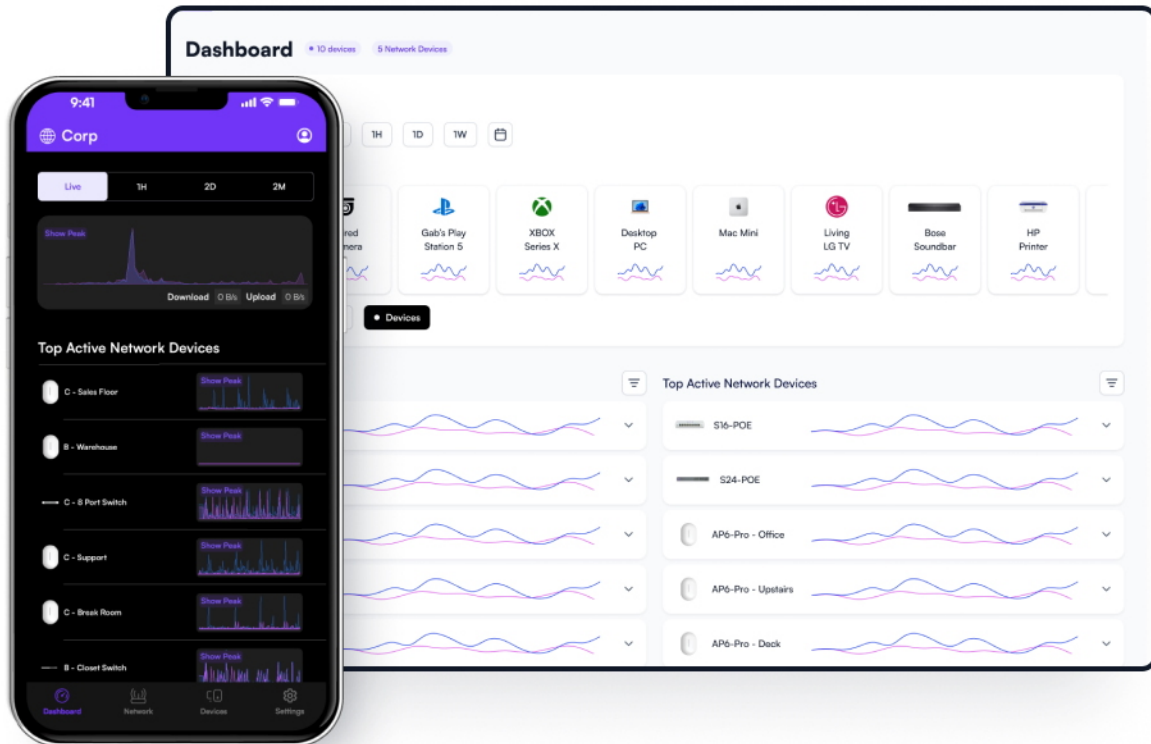 Dashboard
10 devices
5 Network Devices
1H
1D
1W
Gab's Play
Station 5
XBOX
Series X
Desktop
PC
Mac Mini
Living
LG TV
Bose
Soundbar
HP
Printer
Devices
Top Active Network Devices
S16-POE
S24-POE
AP6-Pro - Office
AP6-Pro - Upstairs
AP6-Pro - Deck
9:41
Corp
Live
1H
2D
2M
Show Peak
Download 0 B/s Upload 0 B/s
Top Active Network Devices
C - Sales Floor
Show Peak
B - Warehouse
Show Peak
C - 8 Port Switch
Show Peak
C - Support
Show Peak
C - Break Room
Show Peak
B - Closet Switch
Show Peak
Dashboard
Network
Devices
Settings